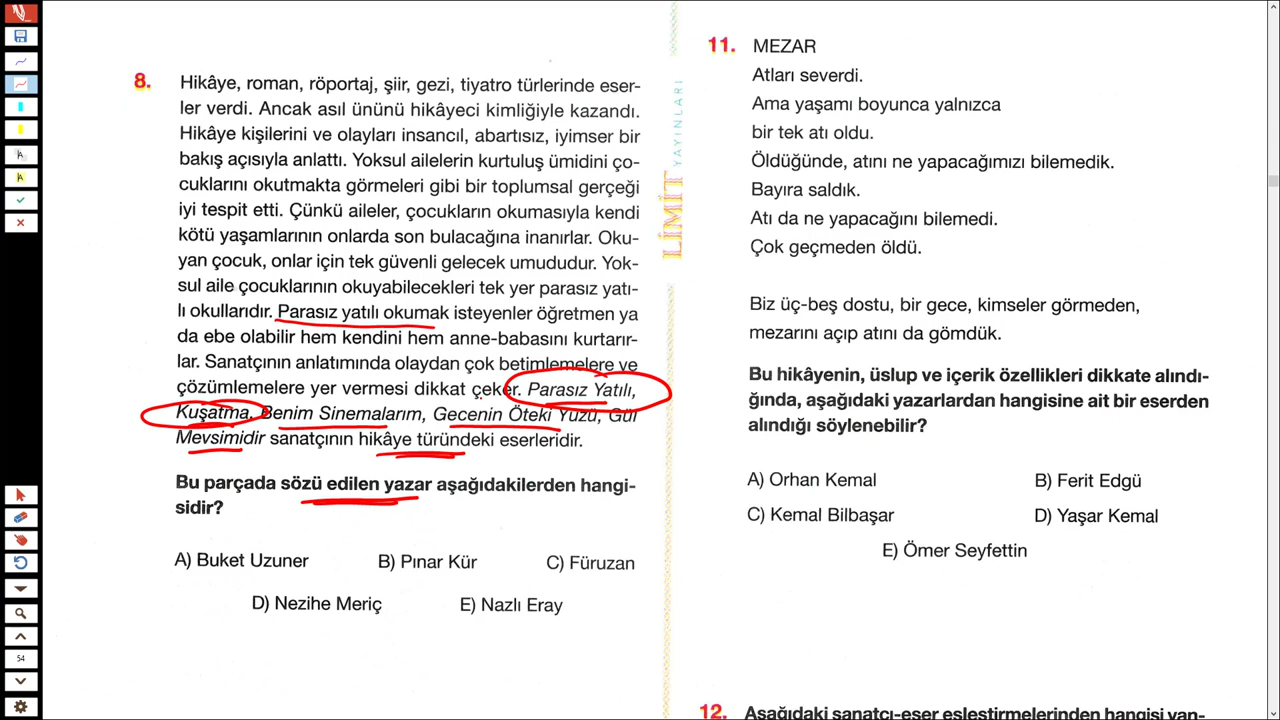 8. Hikâye, roman, röportaj, şiir, gezi, tiyatro türlerinde eser-
ler verdi. Ancak asıl ününü hikâyeci kimliğiyle kazandı.
Hikâye kişilerini ve olayları insancıl, abartısız, iyimser bir
bakış açısıyla anlattı. Yoksul ailelerin kurtuluş ümidini ço-
cuklarını okutmakta görmeleri gibi bir toplumsal gerçeği
iyi tespit etti. Çünkü aileler, çocukların okumasıyla kendi
kötü yaşamlarının onlarda son bulacağına inanırlar. Oku-
yan çocuk, onlar için tek güvenli gelecek umududur. Yok-
sul aile çocuklarının okuyabilecekleri tek yer parasız yatı-
lı okullarıdır. Parasız yatılı okumak isteyenler öğretmen ya
da ebe olabilir hem kendini hem anne-babasını kurtarır-
lar. Sanatçının anlatımında olaydan çok betimlemelere ve
çözümlemelere yer vermesi dikkat çeker. Parasız Yatılı,
Kuşatma, Benim Sinemalarım, Gecenin Öteki Yüzü, Gül
Mevsimidir sanatçının hikâye türündeki eserleridir.
Bu parçada sözü edilen yazar aşağıdakilerden hangi-
sidir?
A) Buket Uzuner B) Pınar Kür C) Füruzan
D) Nezihe Meriç E) Nazlı Eray
LİMİT YAYINLARI
11. MEZAR
Atları severdi.
Ama yaşamı boyunca yalnızca
bir tek atı oldu.
Öldüğünde, atını ne yapacağımızı bilemedik.
Bayıra saldık.
Atı da ne yapacağını bilemedi.
Çok geçmeden öldü.
Biz üç-beş dostu, bir gece, kimseler görmeden,
mezarını açıp atını da gömdük.
Bu hikâyenin, üslup ve içerik özellikleri dikkate alındı-
ğında, aşağıdaki yazarlardan hangisine ait bir eserden
alındığı söylenebilir?
A) Orhan Kemal B) Ferit Edgü
C) Kemal Bilbaşar D) Yaşar Kemal
E) Ömer Seyfettin
12. Aşağıdaki sanatçı-eser eşleştirmelerinden hangisi yan-
54